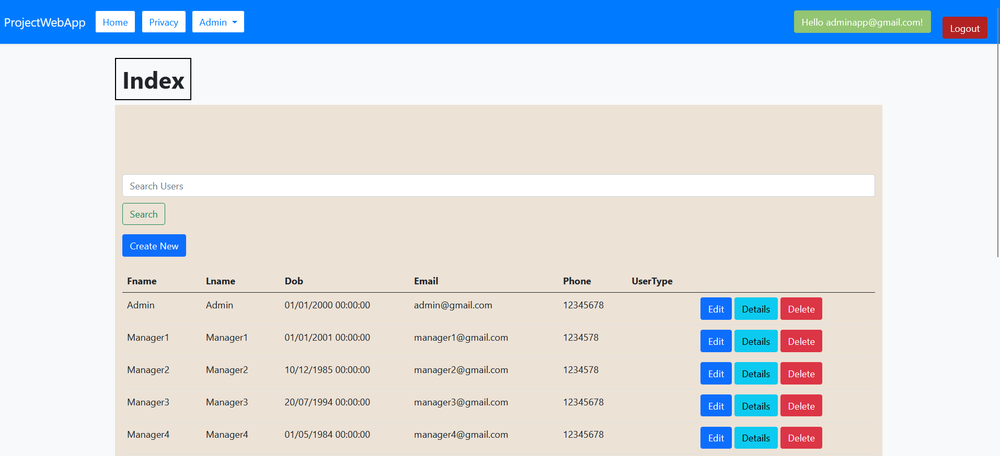 ProjectWebApp Home Privacy Admin Hello adminapp@gmail.com! Logout
Index
Search Users
Search
Create New
Fname Lname Dob Email Phone UserType
Admin Admin 01/01/2000 00:00:00 admin@gmail.com 12345678 Edit Details Delete
Manager1 Manager1 01/01/2001 00:00:00 manager1@gmail.com 1234578 Edit Details Delete
Manager2 Manager2 10/12/1985 00:00:00 manager2@gmail.com 1234578 Edit Details Delete
Manager3 Manager3 20/07/1994 00:00:00 manager3@gmail.com 12345678 Edit Details Delete
Manager4 Manager4 01/05/1984 00:00:00 manager4@gmail.com 12345678 Edit Details Delete